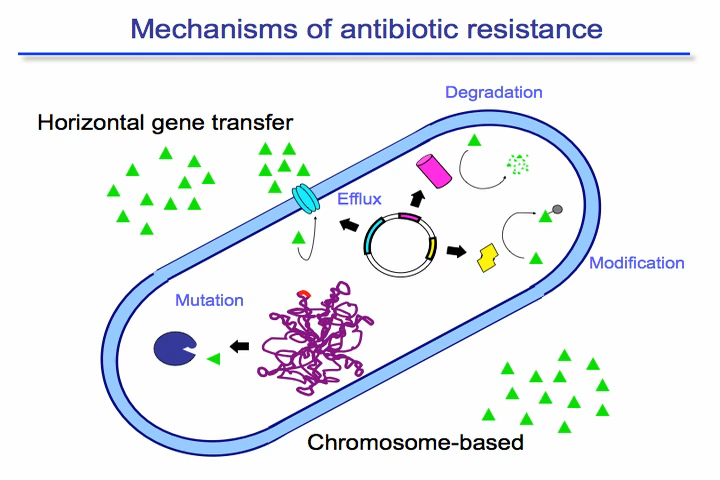 Mechanisms of antibiotic resistance
Degradation
Horizontal gene transfer
Efflux
Modification
Mutation
Chromosome-based